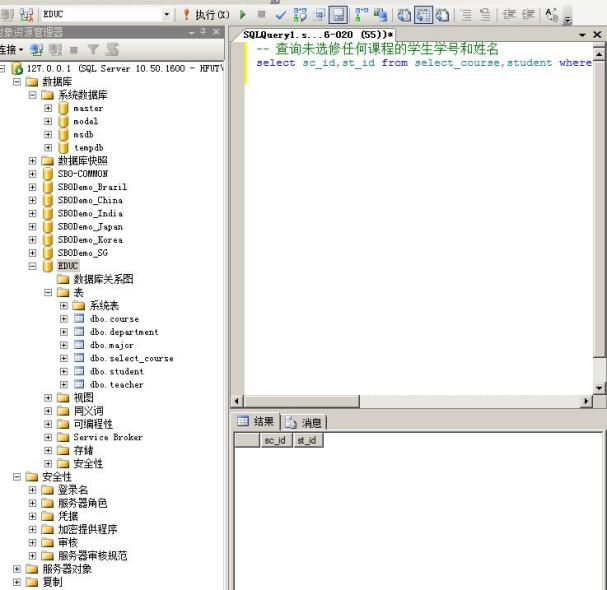 EDUC
执行(X)
对象资源管理器
连接
127.0.0.1 (SQL Server 10.50.1600 - HFUT\
数据库
系统数据库
master
model
msdb
tempdb
数据库快照
SBO-COMMON
SBODemo_Brazil
SBODemo_China
SBODemo_India
SBODemo_Japan
SBODemo_Korea
SBODemo_SG
EDUC
数据库关系图
表
系统表
dbo.course
dbo.department
dbo.major
dbo.select_course
dbo.student
dbo.teacher
视图
同义词
可编程性
Service Broker
存储
安全性
安全性
登录名
服务器角色
凭据
加密提供程序
审核
服务器审核规范
服务器对象
复制
SQLQuery1.s...6-020 (55))*
-- 查询未选修任何课程的学生学号和姓名
select sc_id,st_id from select_course,student where
结果
消息
sc_id st_id